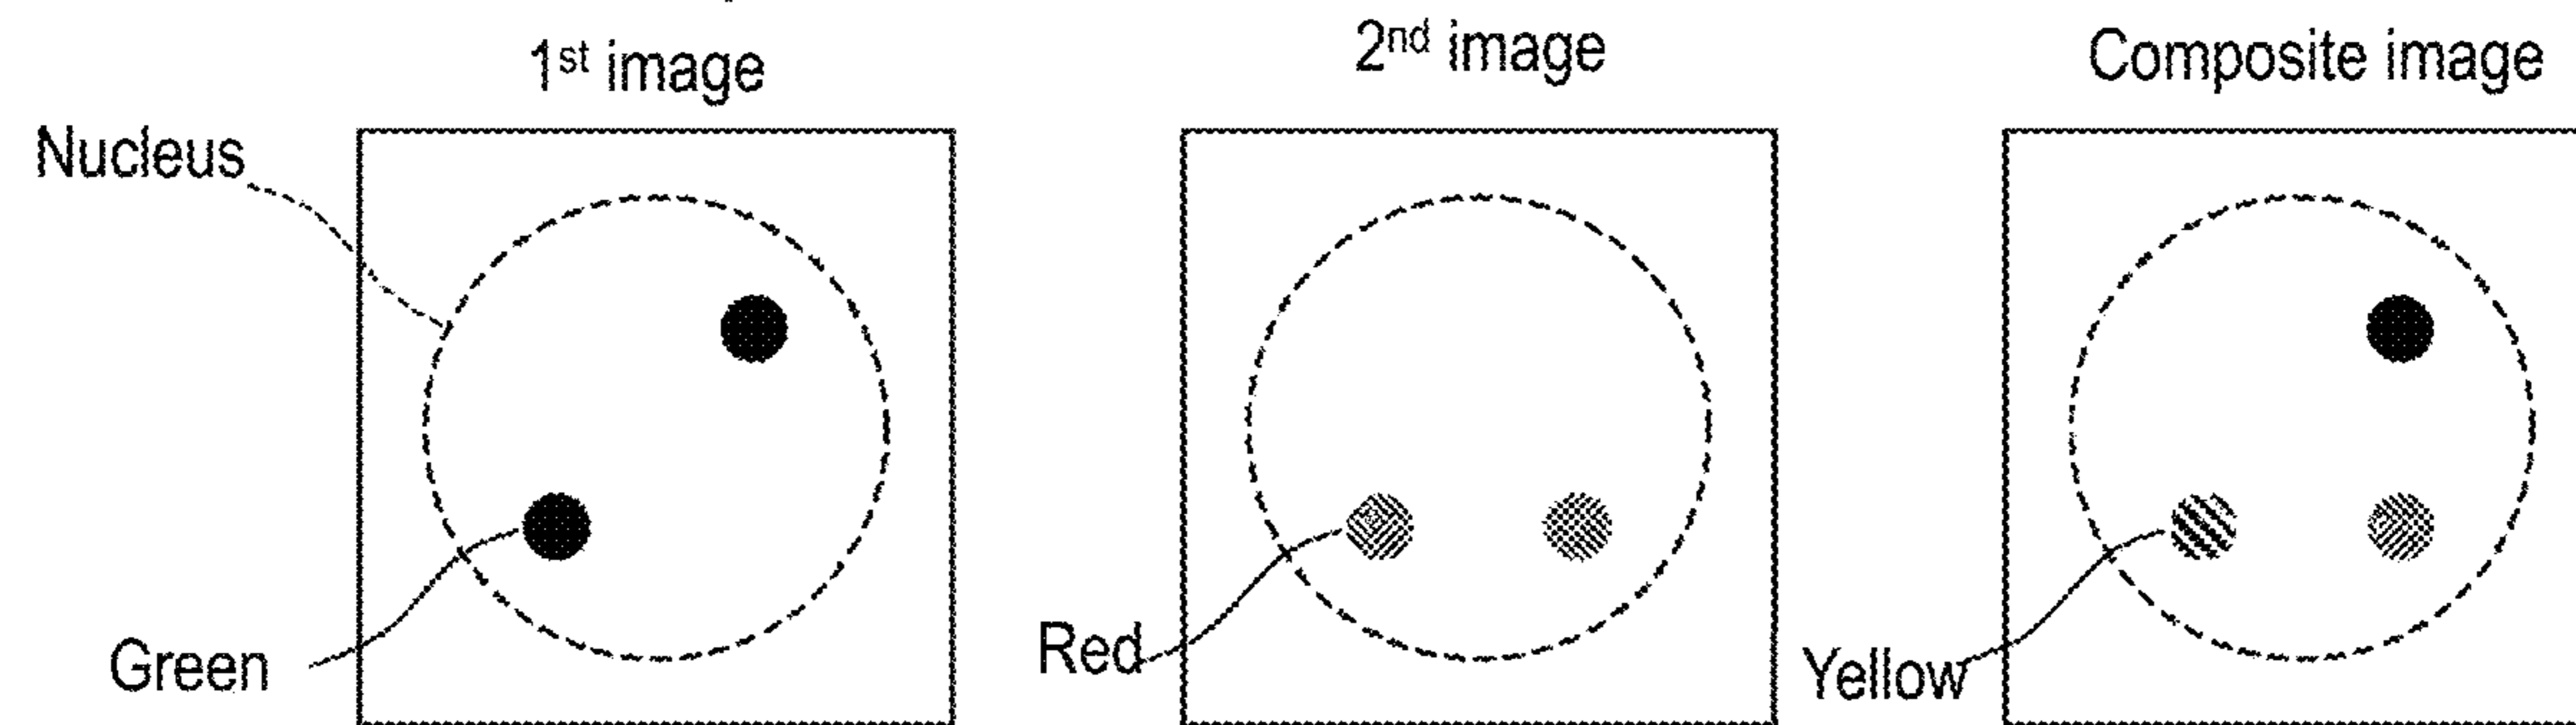 1st image
2nd image
Composite image
Nucleus
Green
Red
Yellow